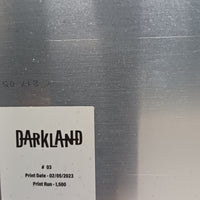 DARKLAND
# 03
Print Date - 02/05/2023
Print Run - 1,500